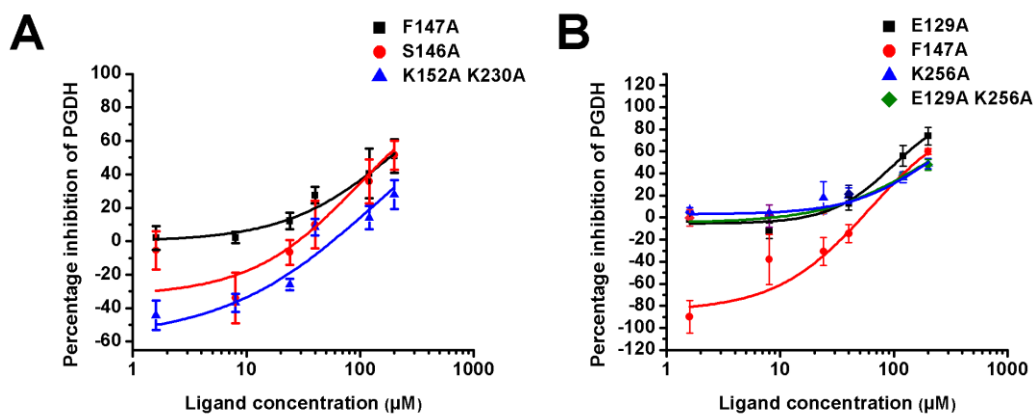 A
F147A
S146A
K152A K230A
Percentage inhibition of PGDH
100
80
60
40
20
0
-20
-40
-60
1
10
100
1000
Ligand concentration (µM)
B
E129A
F147A
K256A
E129A K256A
Percentage inhibition of PGDH
120
100
80
60
40
20
0
-20
-40
-60
-80
-100
-120
1
10
100
1000
Ligand concentration (µM)